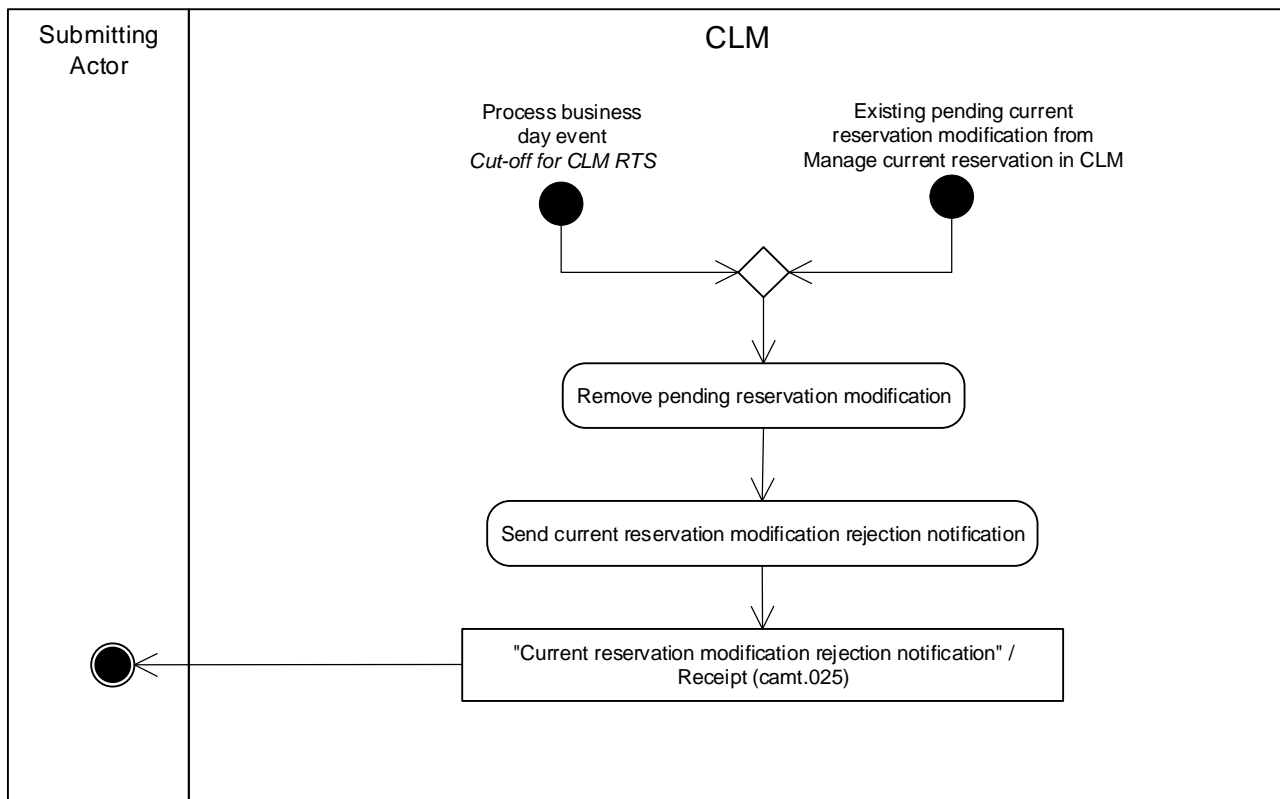 Submitting
Actor
CLM
Process business
day event
Cut-off for CLM RTS
Existing pending current
reservation modification from
Manage current reservation in CLM
Remove pending reservation modification
Send current reservation modification rejection notification
"Current reservation modification rejection notification" /
Receipt (camt.025)